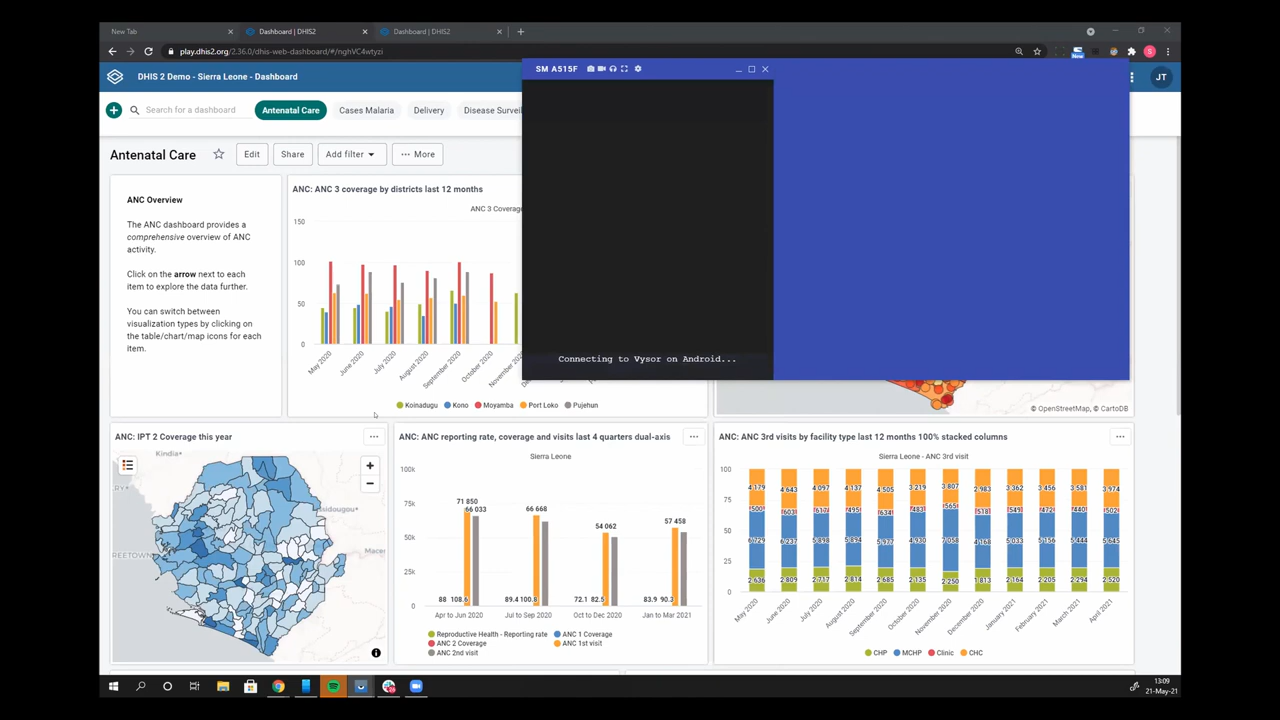 New Tab
Dashboard | DHIS2
Dashboard | DHIS2
play.dhis2.org/2.36.0/dhis-web-dashboard/#/nghVC4wtyzi
New
S
DHIS 2 Demo - Sierra Leone - Dashboard
JT
SM A515F
Search for a dashboard
Antenatal Care
Cases Malaria
Delivery
Disease Surveil
Antenatal Care
Edit
Share
Add filter
More
ANC Overview
The ANC dashboard provides a
comprehensive overview of ANC
activity.
Click on the arrow next to each
item to explore the data further.
You can switch between
visualization types by clicking on
the table/chart/map icons for each
item.
ANC: ANC 3 coverage by districts last 12 months
ANC 3 Coverag
150
100
50
0
May 2020
June 2020
July 2020
August 2020
September 2020
October 2020
Koinadugu
Kono
Moyamba
Port Loko
Pujehun
Connecting to Vysor on Android...
© OpenStreetMap, © CartoDB
ANC: IPT 2 Coverage this year
Kindia
ssidougou
REETOWN
Mace
ANC: ANC reporting rate, coverage and visits last 4 quarters dual-axis
Sierra Leone
100k
75k
50k
25k
0
71 850
66 033
66 668
54 062
57 458
88
108.6
89.4
100.8
72.1
82.5
83.9
90.3
Apr to Jun 2020
Jul to Sep 2020
Oct to Dec 2020
Jan to Mar 2021
Reproductive Health - Reporting rate
ANC 1 Coverage
ANC 2 Coverage
ANC 1st visit
ANC 2nd visit
ANC: ANC 3rd visits by facility type last 12 months 100% stacked columns
Sierra Leone - ANC 3rd visit
100
75
50
25
0
4 179
4 643
4 097
4 137
4 505
3 219
3 807
2 983
3 362
3 456
3 581
3 974
2 636
2 809
2 717
2 814
2 685
2 135
2 250
1 813
2 164
2 205
2 294
2 520
May 2020
June 2020
July 2020
August 2020
September 2020
October 2020
November 2020
December 2020
January 2021
February 2021
March 2021
April 2021
CHP
MCHP
Clinic
CHC
13:09
21-May-21